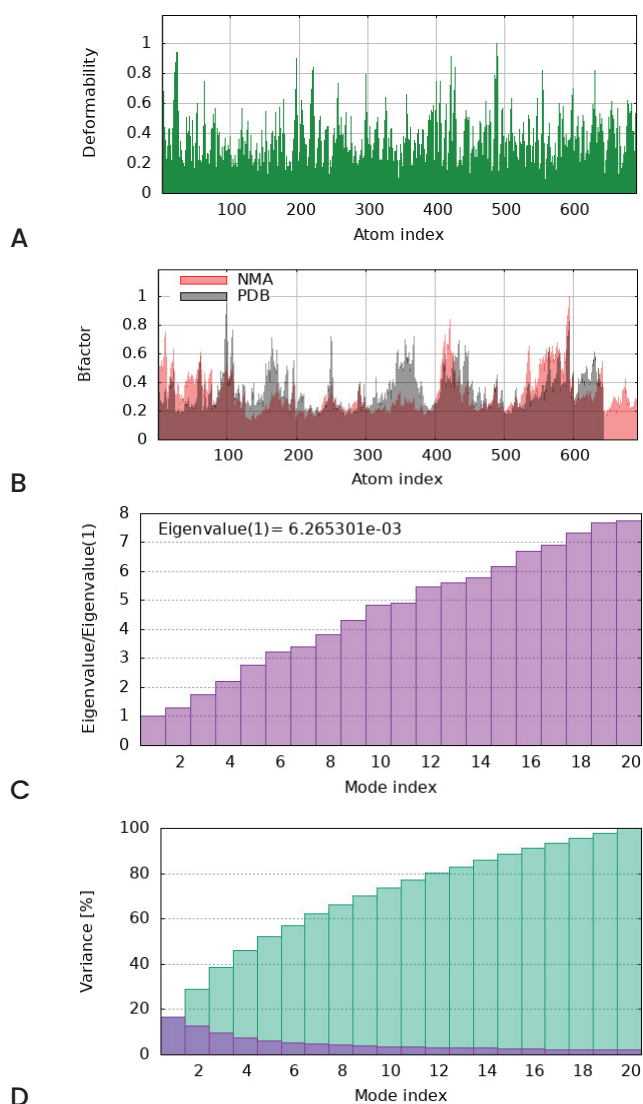 Deformability
1
0.8
0.6
0.4
0.2
0
100 200 300 400 500 600
Atom index
A
NMA
PDB
Bfactor
1
0.8
0.6
0.4
0.2
0
100 200 300 400 500 600
Atom index
B
Eigenvalue(1)= 6.265301e-03
Eigenvalue/Eigenvalue(1)
8
7
6
5
4
3
2
1
0
2 4 6 8 10 12 14 16 18 20
Mode index
C
Variance [%]
100
80
60
40
20
0
2 4 6 8 10 12 14 16 18 20
Mode index
D